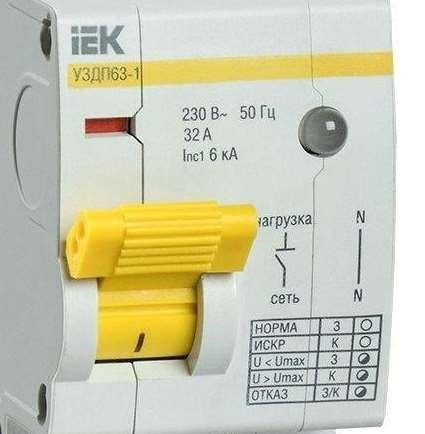 IEK
УЗДП63-1
230 В~ 50 Гц
32 А
Inc1 6 кА
нагрузка N
сеть N
НОРМА З
ИСКР К
U < Umax З
U > Umax К
ОТКАЗ З/К